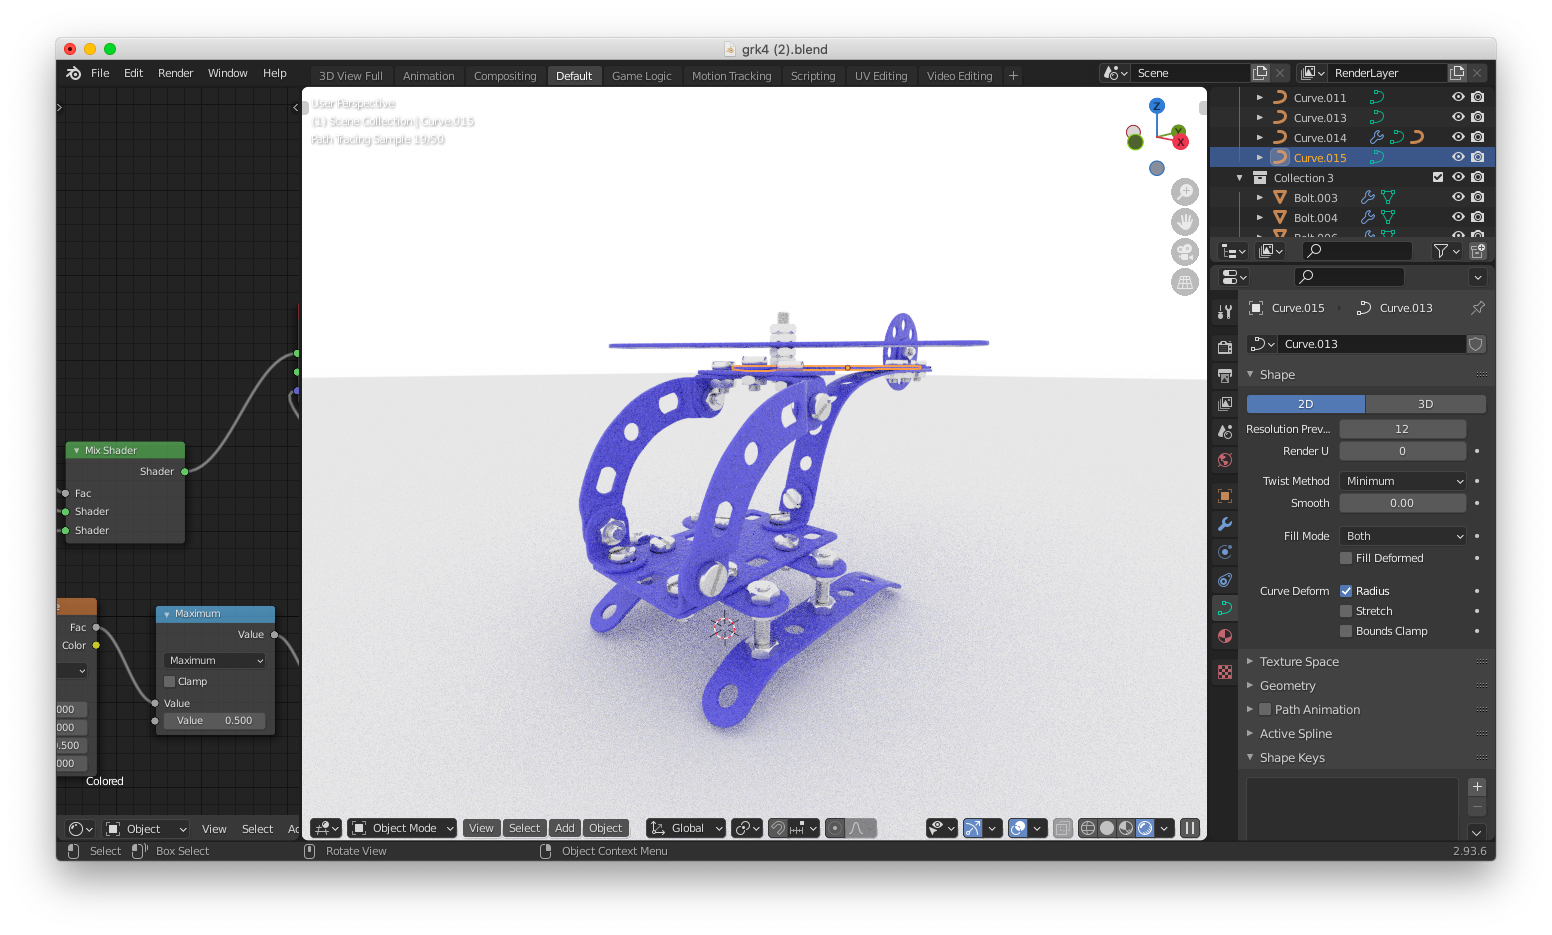 grk4 (2).blend
File Edit Render Window Help
3D View Full Animation Compositing Default Game Logic Motion Tracking Scripting UV Editing Video Editing +
Scene
RenderLayer
User Perspective
(1) Scene Collection | Curve.015
Path Tracing Sample 19/50
Z
Y
X
Mix Shader
Shader
Fac
Shader
Shader
Fac
Color
000
000
.500
000
Colored
Maximum
Value
Maximum
Clamp
Value
Value 0.500
Curve.011
Curve.013
Curve.014
Curve.015
Collection 3
Bolt.003
Bolt.004
Bolt.006
Curve.015 Curve.013
Curve.013
Shape
2D 3D
Resolution Prev... 12
Render U 0
Twist Method Minimum
Smooth 0.00
Fill Mode Both
Fill Deformed
Curve Deform Radius
Stretch
Bounds Clamp
Texture Space
Geometry
Path Animation
Active Spline
Shape Keys
Object View Select Ad
Object Mode View Select Add Object Global
Select Box Select Rotate View Object Context Menu 2.93.6